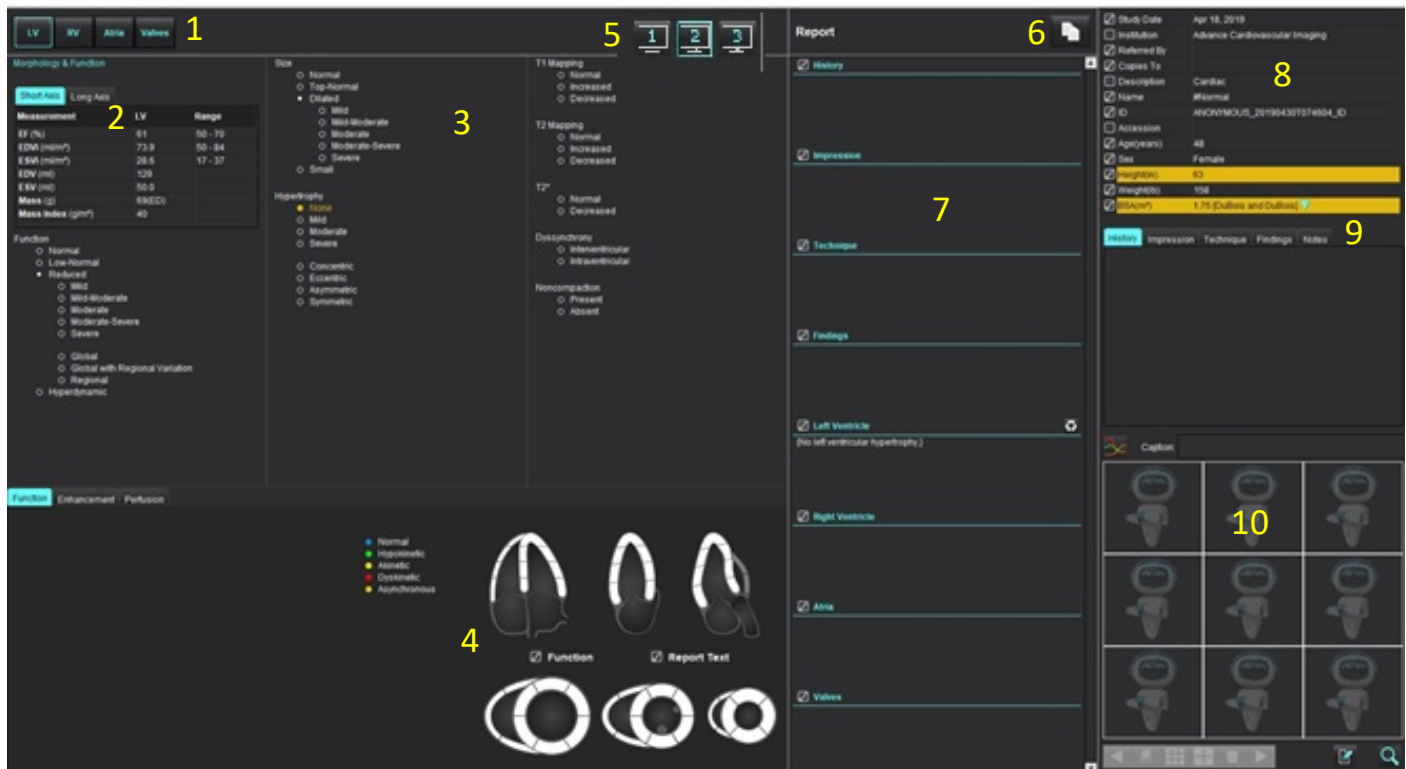 LV RV Atria Valves 1
5 1 2 3
Morphology & Function
Short Axis Long Axis
2
Measurement LV Range
EF (%) 61 50 - 70
EDVI (ml/m²) 73.9 50 - 84
ESVI (ml/m²) 28.6 17 - 37
EDV (ml) 129
ESV (ml) 50.0
Mass (g) 69(ED)
Mass Index (g/m²) 40
Function
Normal
Low-Normal
Reduced
Mild
Mild-Moderate
Moderate
Moderate-Severe
Severe
Global
Global with Regional Variation
Regional
Hyperdynamic
Size
Normal
Top-Normal
Dilated
Mild
Mild-Moderate
Moderate
Moderate-Severe
Severe
Small
3
Hypertrophy
None
Mild
Moderate
Severe
Concentric
Eccentric
Asymmetric
Symmetric
T1 Mapping
Normal
Increased
Decreased
T2 Mapping
Normal
Increased
Decreased
T2*
Normal
Decreased
Dyssynchrony
Interventricular
Intraventricular
Noncompaction
Present
Absent
Function Enhancement Perfusion
Normal
Hypokinetic
Akinetic
Dyskinetic
Asynchronous
4
Function Report Text
Report 6
History
Impression
7
Technique
Findings
Left Ventricle
(No left ventricular hypertrophy.)
Right Ventricle
Atria
Valves
Study Date Apr 18, 2019
Institution Advance Cardiovascular Imaging
Referred By
Copies To
8
Description Cardiac
Name #Normal
ID ANONYMOUS_20190430T074604_ID
Accession
Age(years) 48
Sex Female
Height(in) 63
Weight(lb) 158
BSA(m²) 1.75 [DuBois and DuBois]
History Impression Technique Findings Notes 9
Caption
10